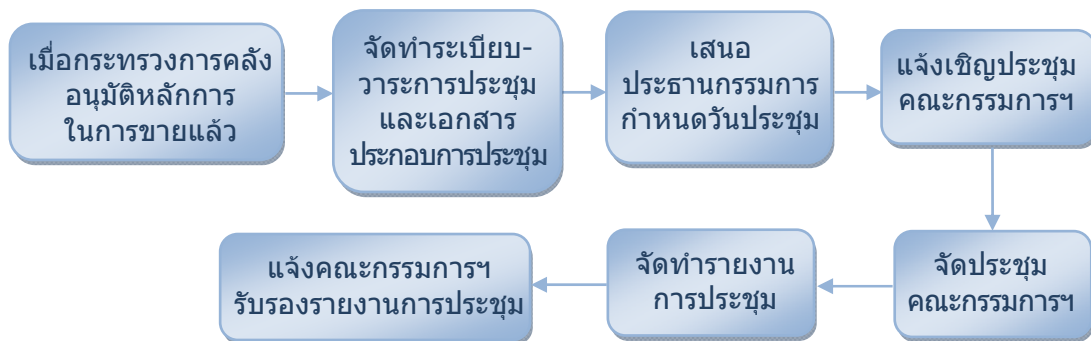 เมื่อกระทรวงการคลัง
อนุมัติหลักการ
ในการขายแล้ว
จัดทำระเบียบ-
วาระการประชุม
และเอกสาร
ประกอบการประชุม
เสนอ
ประธานกรรมการ
กำหนดวันประชุม
แจ้งเชิญประชุม
คณะกรรมการฯ
จัดประชุม
คณะกรรมการฯ
จัดทำรายงาน
การประชุม
แจ้งคณะกรรมการฯ
รับรองรายงานการประชุม